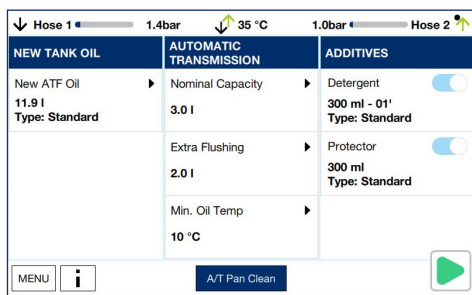 Hose 1 1.4bar 35 °C 1.0bar Hose 2
NEW TANK OIL
New ATF Oil
11.9 l
Type: Standard
AUTOMATIC
TRANSMISSION
Nominal Capacity
3.0 l
Extra Flushing
2.0 l
Min. Oil Temp
10 °C
ADDITIVES
Detergent
300 ml - 01'
Type: Standard
Protector
300 ml
Type: Standard
MENU i A/T Pan Clean